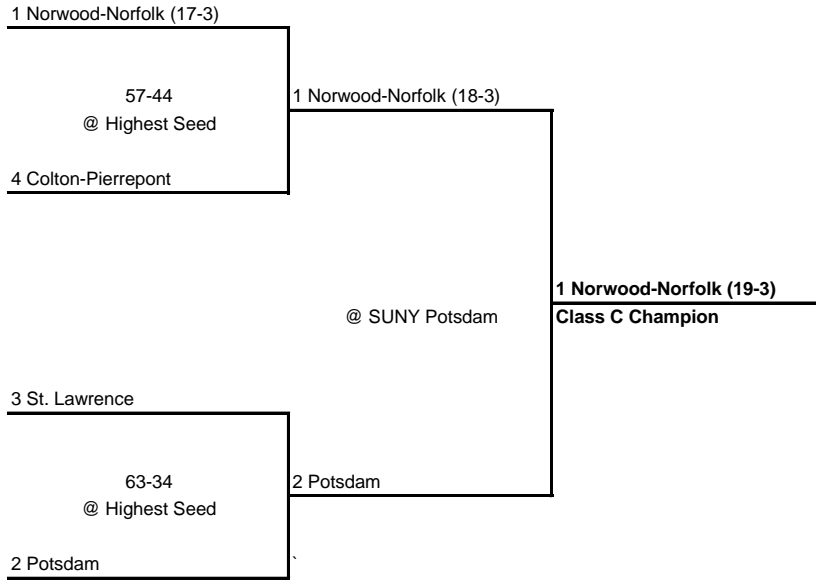 1 Norwood-Norfolk (17-3)
57-44
@ Highest Seed
1 Norwood-Norfolk (18-3)
4 Colton-Pierrepont
@ SUNY Potsdam
1 Norwood-Norfolk (19-3)
Class C Champion
3 St. Lawrence
63-34
@ Highest Seed
2 Potsdam
2 Potsdam
`